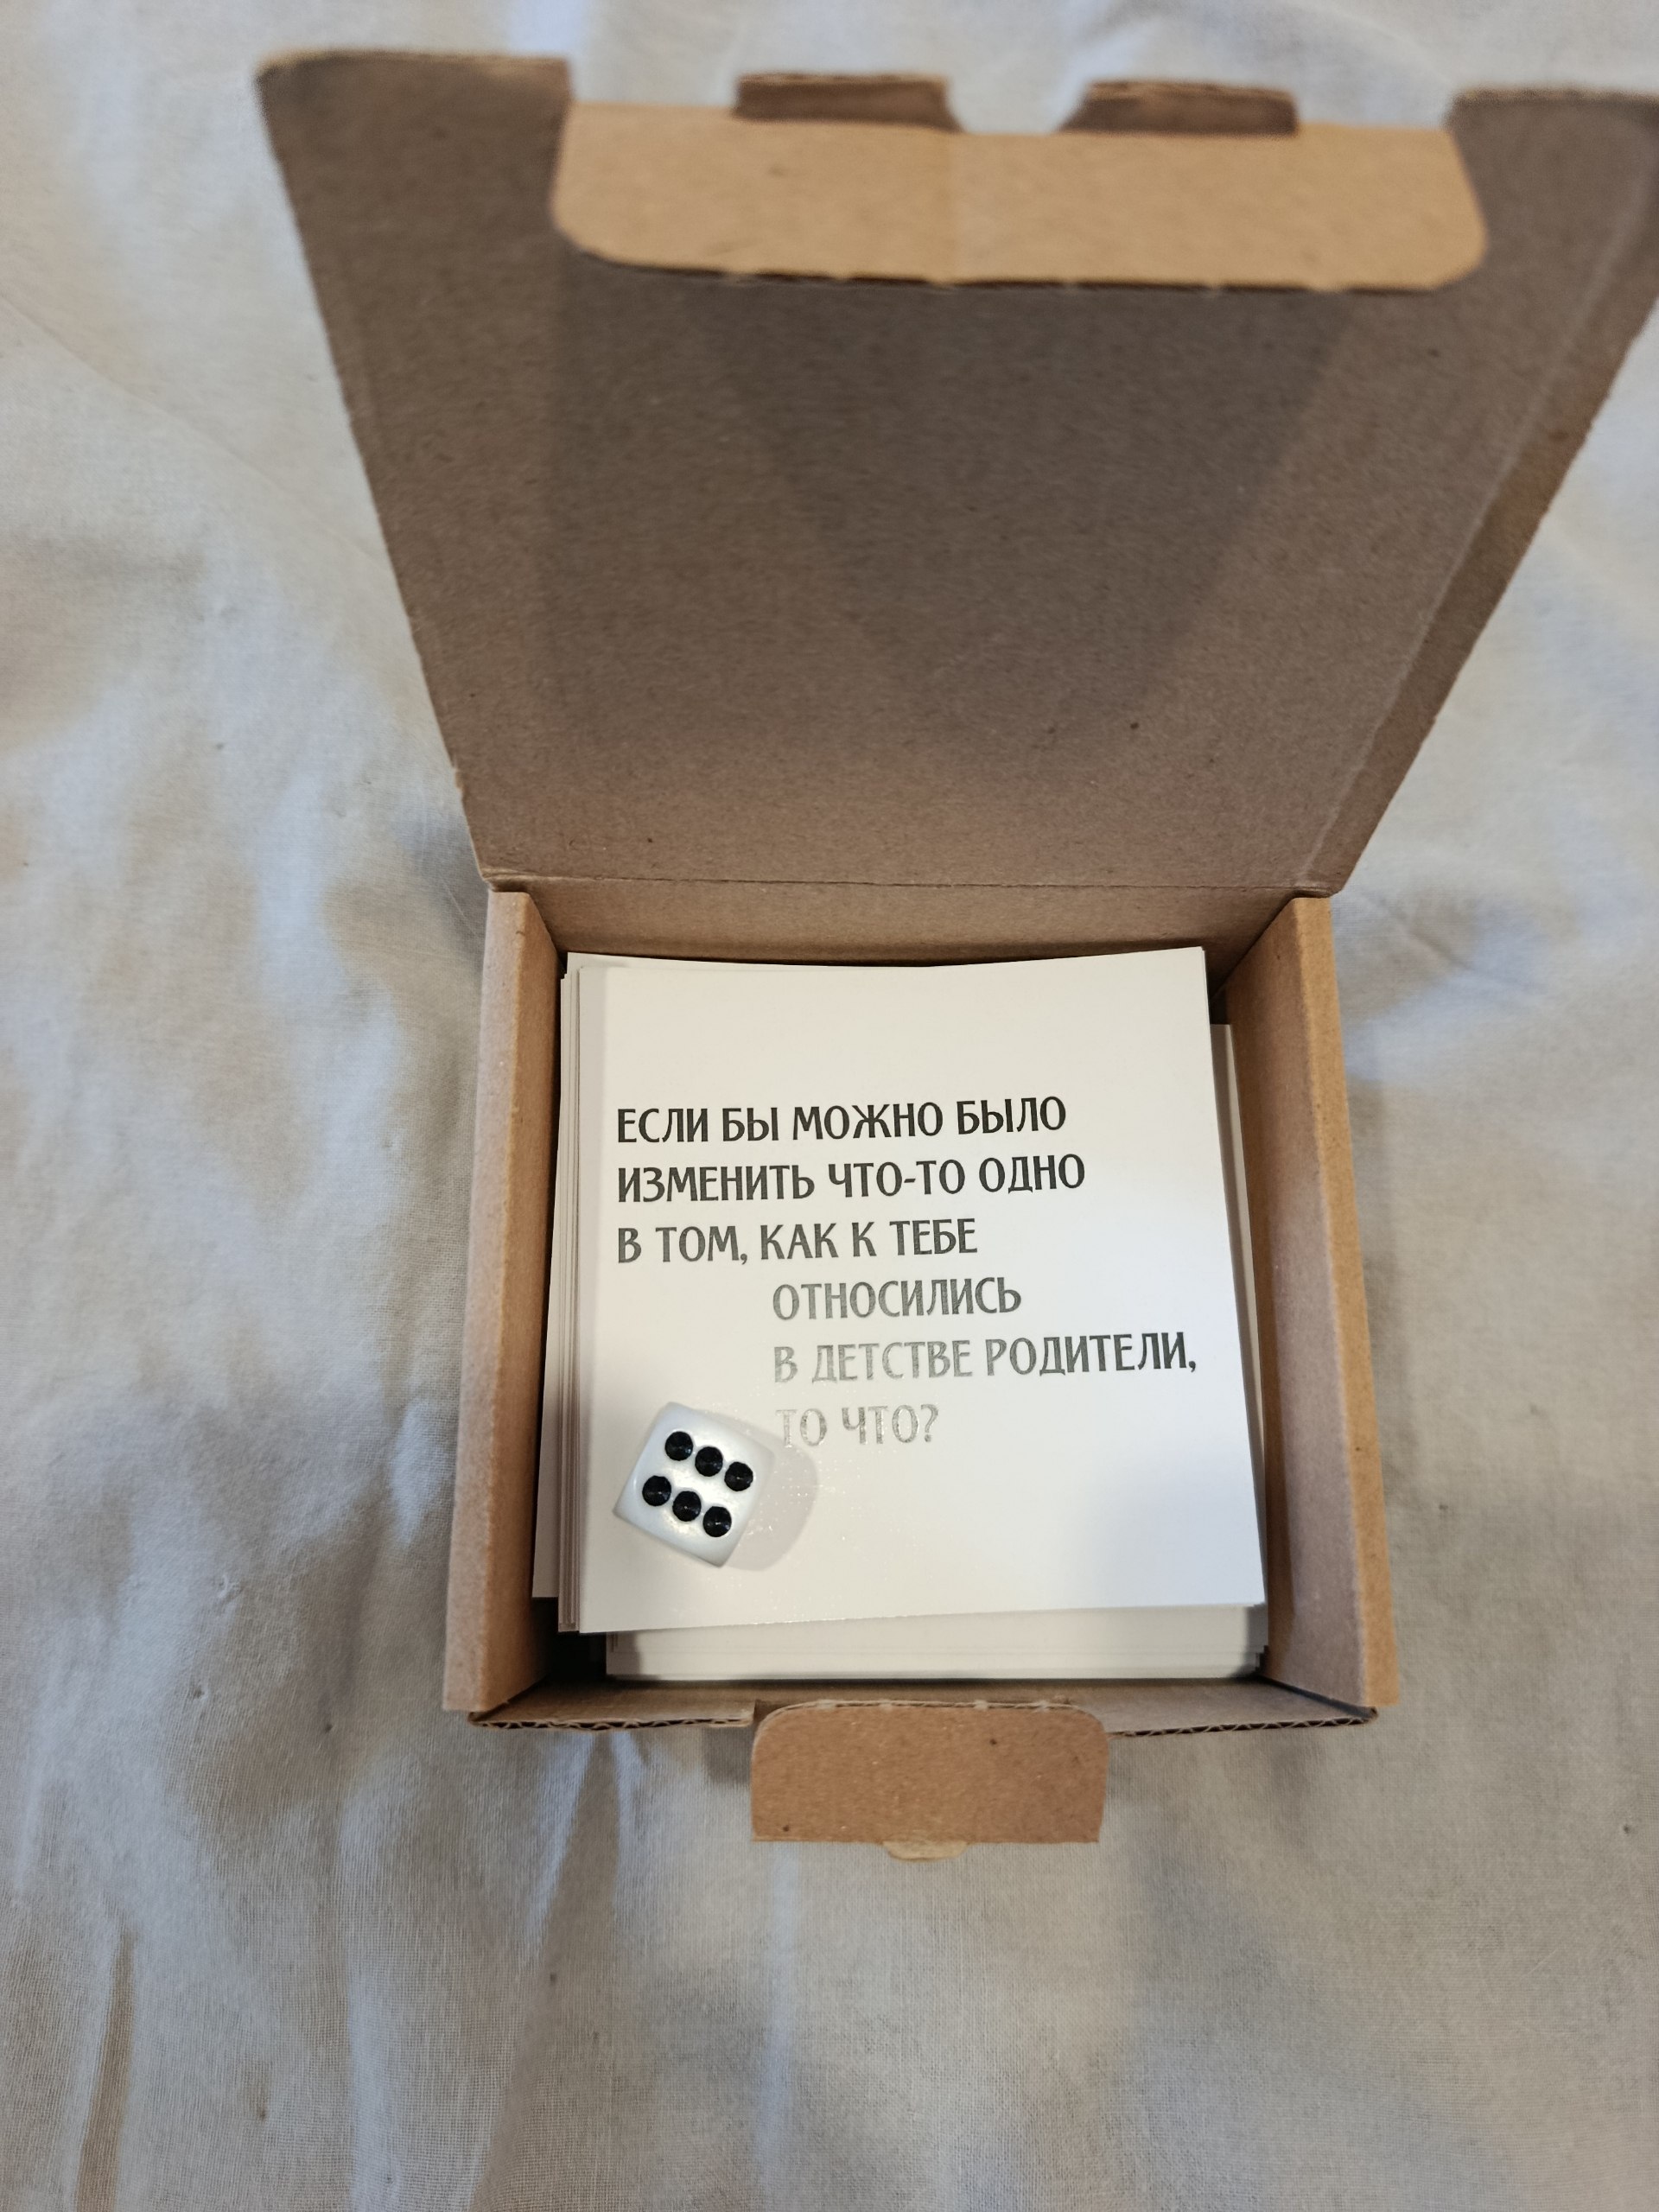 ЕСЛИ БЫ МОЖНО БЫЛО
ИЗМЕНИТЬ ЧТО-ТО ОДНО
В ТОМ, КАК К ТЕБЕ
ОТНОСИЛИСЬ
В ДЕТСТВЕ РОДИТЕЛИ,
ТО ЧТО?